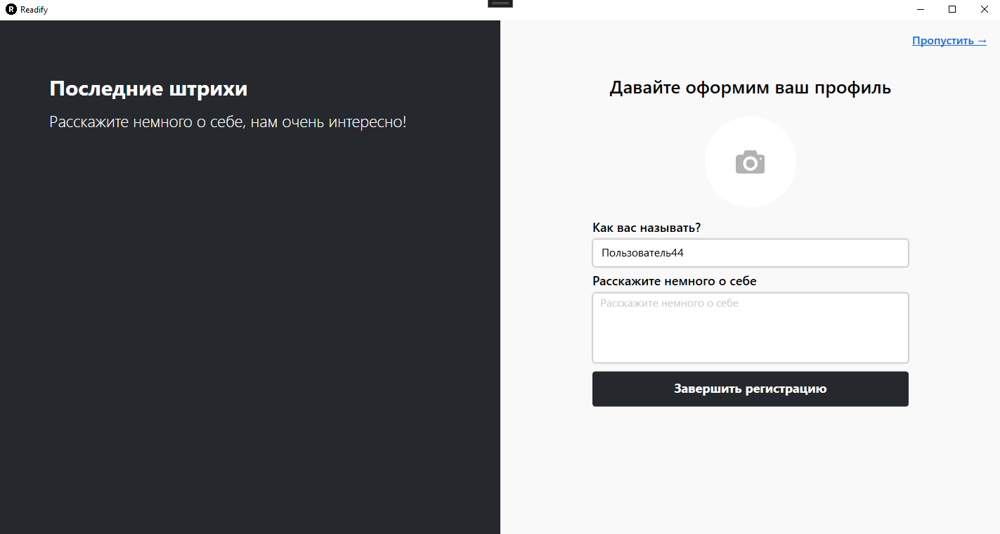 Readify
Последние штрихи
Расскажите немного о себе, нам очень интересно!
Пропустить →
Давайте оформим ваш профиль
Как вас называть?
Пользователь44
Расскажите немного о себе
Расскажите немного о себе
Завершить регистрацию